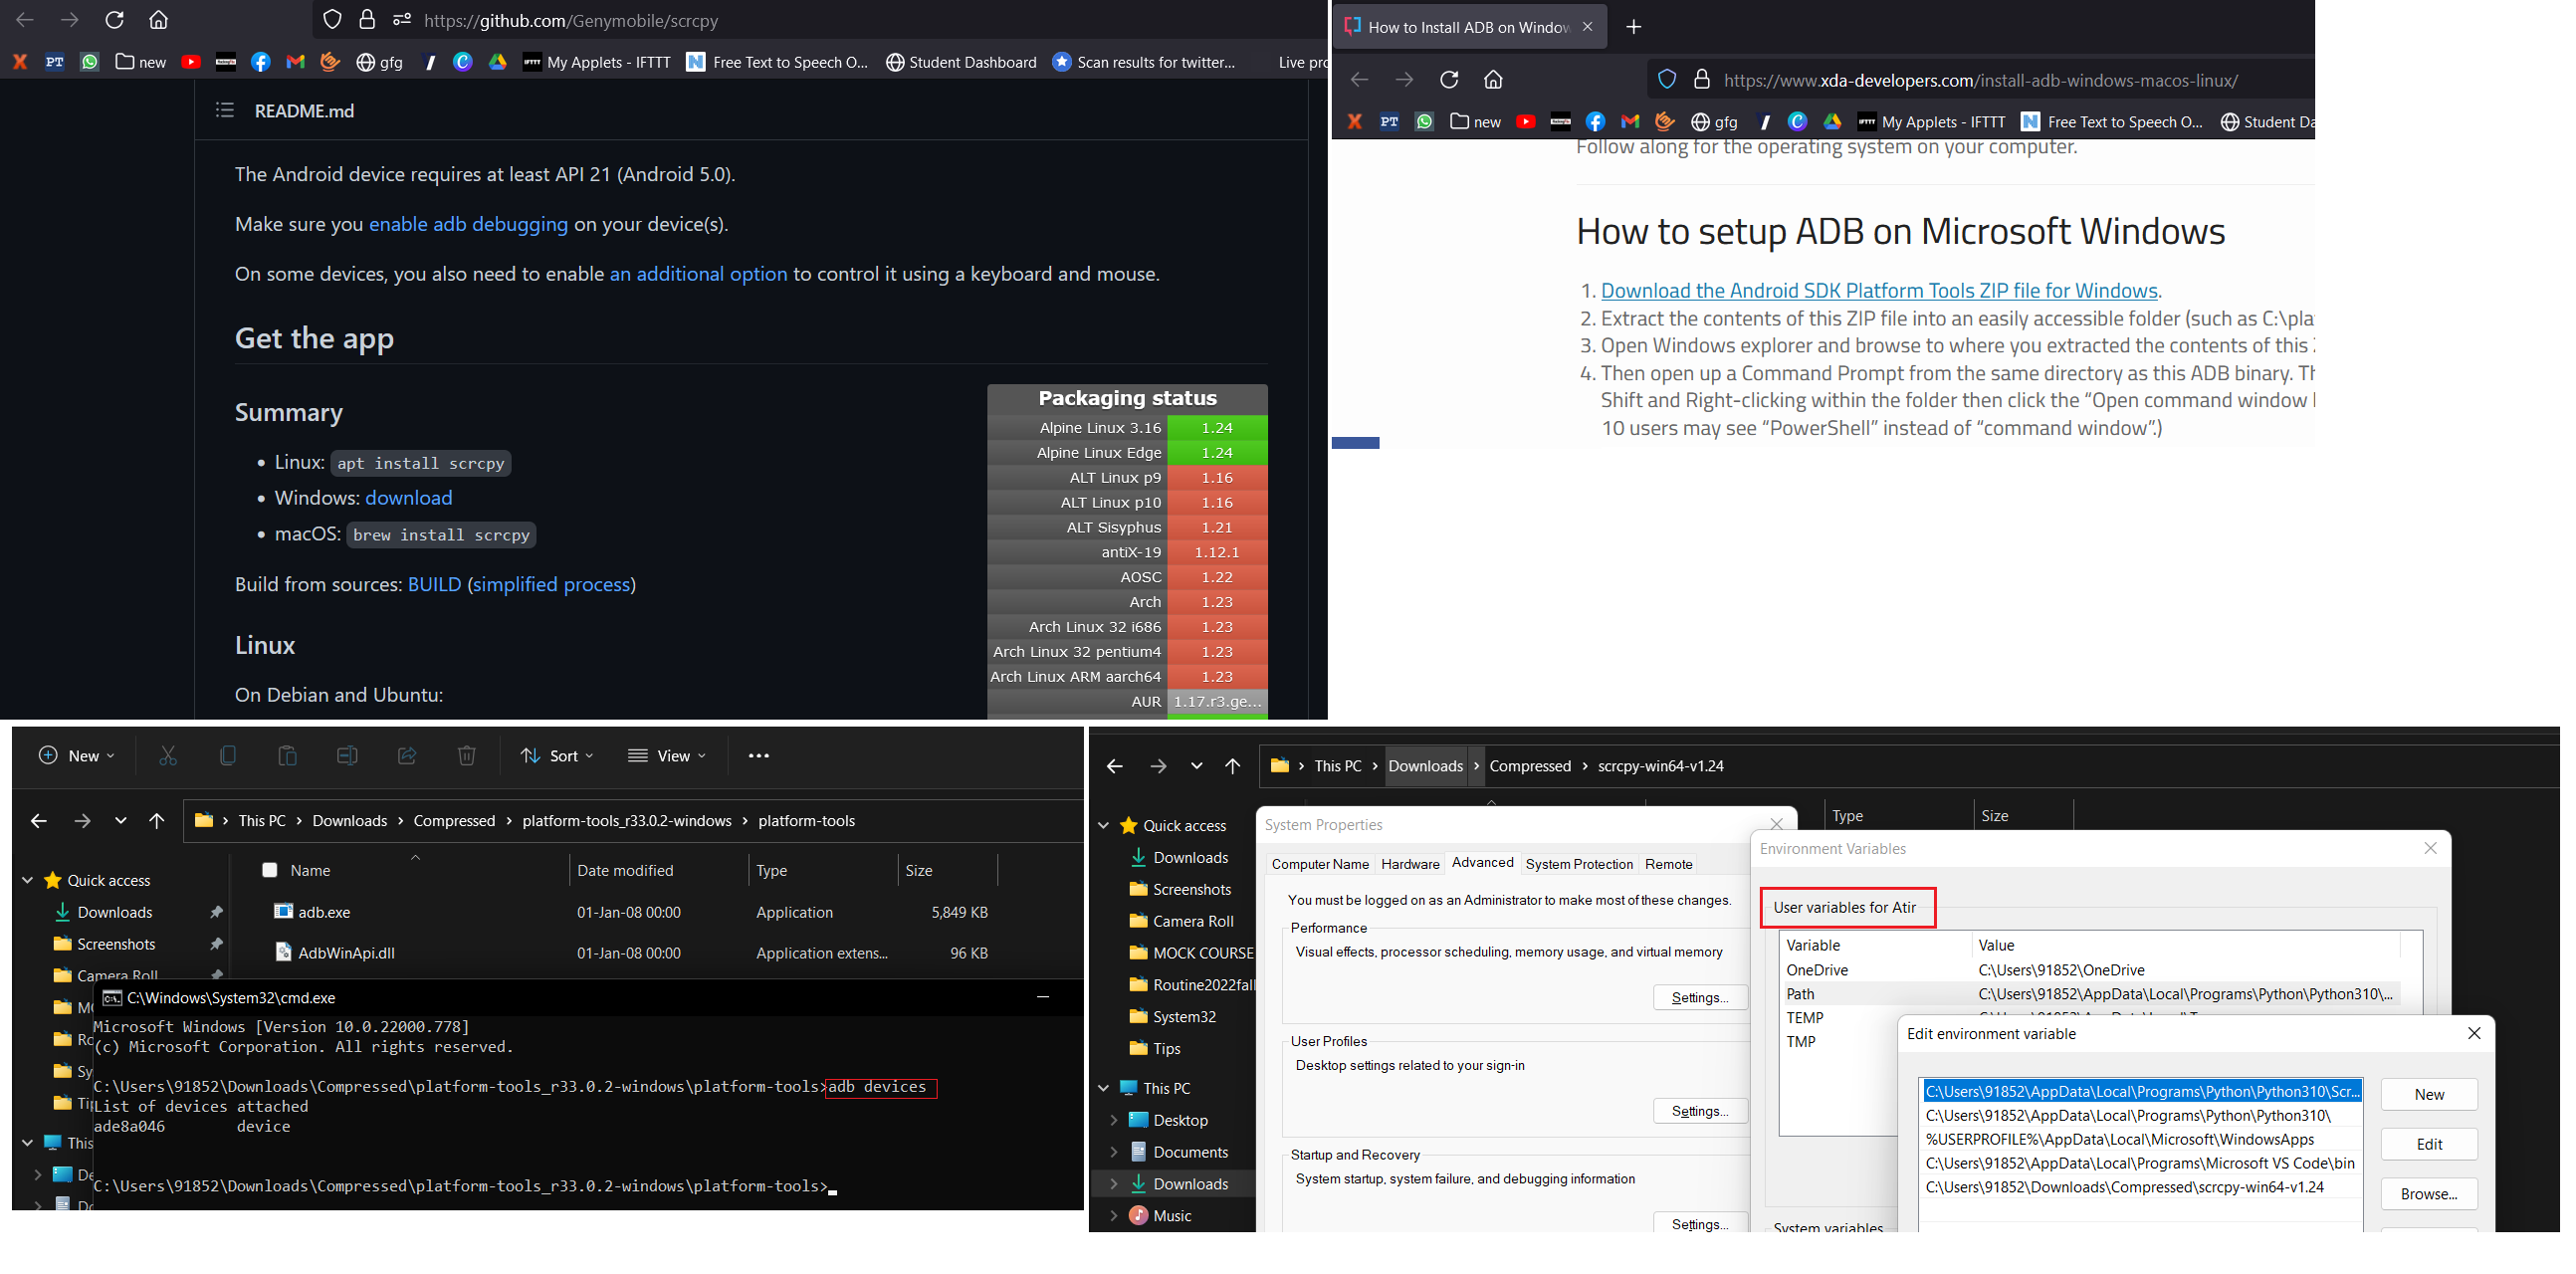 https://github.com/Genymobile/scrcpy
new
gfg
My Applets - IFTTT
Free Text to Speech O...
Student Dashboard
Scan results for twitter...
Live pro
README.md
The Android device requires at least API 21 (Android 5.0).
Make sure you enable adb debugging on your device(s).
On some devices, you also need to enable an additional option to control it using a keyboard and mouse.
Get the app
Summary
Linux: apt install scrcpy
Windows: download
macOS: brew install scrcpy
Build from sources: BUILD (simplified process)
Linux
On Debian and Ubuntu:
Packaging status
Alpine Linux 3.16 1.24
Alpine Linux Edge 1.24
ALT Linux p9 1.16
ALT Linux p10 1.16
ALT Sisyphus 1.21
antiX-19 1.12.1
AOSC 1.22
Arch 1.23
Arch Linux 32 i686 1.23
Arch Linux 32 pentium4 1.23
Arch Linux ARM aarch64 1.23
AUR 1.17.r3.ge...
How to Install ADB on Window
https://www.xda-developers.com/install-adb-windows-macos-linux/
PT
new
gfg
My Applets - IFTTT
Free Text to Speech O...
Student Da
Follow along for the operating system on your computer.
How to setup ADB on Microsoft Windows
1. Download the Android SDK Platform Tools ZIP file for Windows.
2. Extract the contents of this ZIP file into an easily accessible folder (such as C:\pla
3. Open Windows explorer and browse to where you extracted the contents of this
4. Then open up a Command Prompt from the same directory as this ADB binary. Th
Shift and Right-clicking within the folder then click the “Open command window
10 users may see “PowerShell” instead of “command window”.)
New
Sort
View
This PC > Downloads > Compressed > platform-tools_r33.0.2-windows > platform-tools
Name Date modified Type Size
Quick access
Downloads
Screenshots
Camera Roll
adb.exe 01-Jan-08 00:00 Application 5,849 KB
AdbWinApi.dll 01-Jan-08 00:00 Application extens... 96 KB
C:\Windows\System32\cmd.exe
Microsoft Windows [Version 10.0.22000.778]
(c) Microsoft Corporation. All rights reserved.
C:\Users\91852\Downloads\Compressed\platform-tools_r33.0.2-windows\platform-tools>adb devices
List of devices attached
ade8a046 device
C:\Users\91852\Downloads\Compressed\platform-tools_r33.0.2-windows\platform-tools>
This PC > Downloads > Compressed > scrcpy-win64-v1.24
Type Size
Quick access
Downloads
Screenshots
Camera Roll
MOCK COURSE
Routine2022fall
System32
Tips
This PC
Desktop
Documents
Downloads
Music
System Properties
Computer Name Hardware Advanced System Protection Remote
You must be logged on as an Administrator to make most of these changes.
Performance
Visual effects, processor scheduling, memory usage, and virtual memory
Settings...
User Profiles
Desktop settings related to your sign-in
Settings...
Startup and Recovery
System startup, system failure, and debugging information
Settings...
Environment Variables
User variables for Atir
Variable Value
OneDrive C:\Users\91852\OneDrive
Path C:\Users\91852\AppData\Local\Programs\Python\Python310\...
TEMP
TMP
System variables
Edit environment variable
C:\Users\91852\AppData\Local\Programs\Python\Python310\Scr...
C:\Users\91852\AppData\Local\Programs\Python\Python310\
%USERPROFILE%\AppData\Local\Microsoft\WindowsApps
C:\Users\91852\AppData\Local\Programs\Microsoft VS Code\bin
C:\Users\91852\Downloads\Compressed\scrcpy-win64-v1.24
New
Edit
Browse...